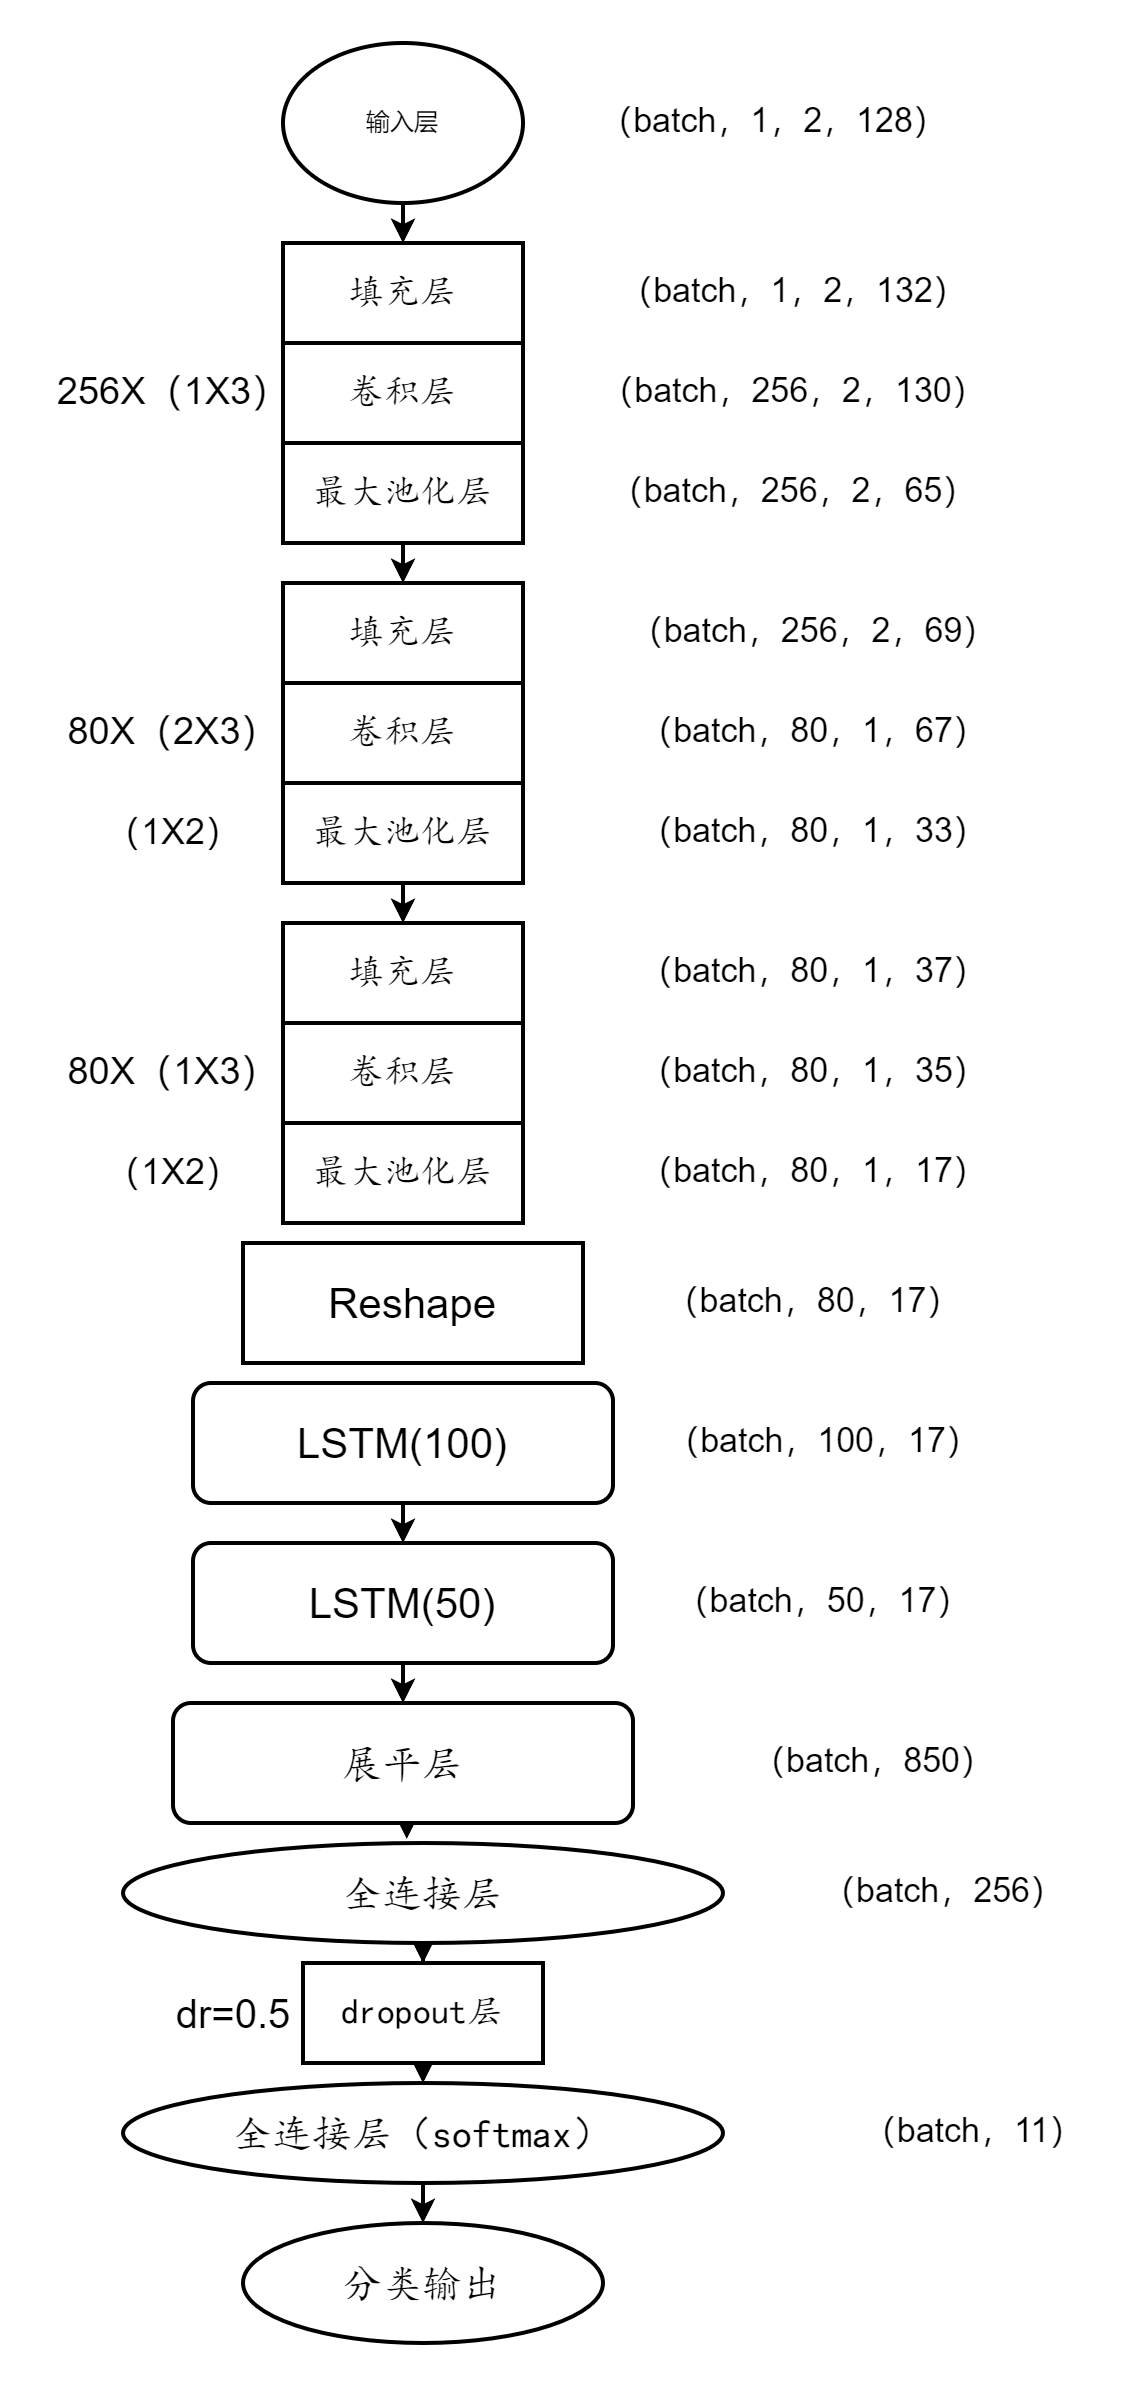 输入层 (batch, 1, 2, 128)
填充层 (batch, 1, 2, 132)
256X (1X3) 卷积层 (batch, 256, 2, 130)
最大池化层 (batch, 256, 2, 65)
填充层 (batch, 256, 2, 69)
80X (2X3) 卷积层 (batch, 80, 1, 67)
(1X2) 最大池化层 (batch, 80, 1, 33)
填充层 (batch, 80, 1, 37)
80X (1X3) 卷积层 (batch, 80, 1, 35)
(1X2) 最大池化层 (batch, 80, 1, 17)
Reshape (batch, 80, 17)
LSTM(100) (batch, 100, 17)
LSTM(50) (batch, 50, 17)
展平层 (batch, 850)
全连接层 (batch, 256)
dr=0.5 dropout层
全连接层（softmax） (batch, 11)
分类输出